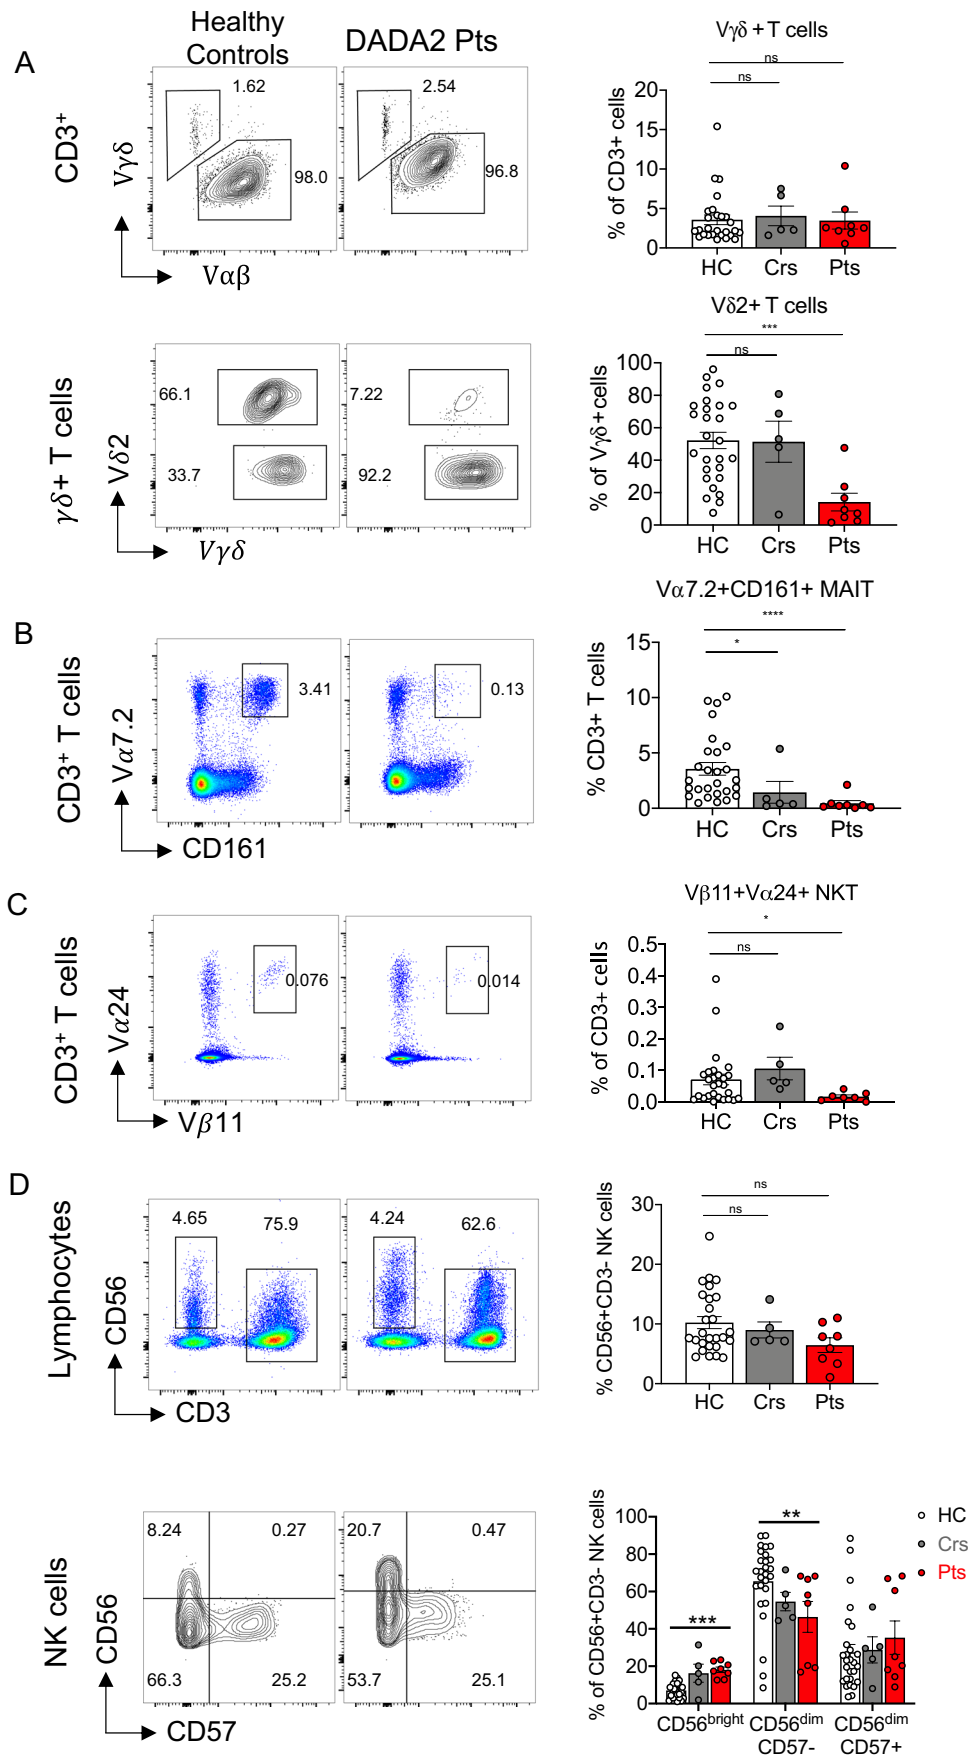 A
Healthy
Controls
DADA2 Pts
CD3+
Vγδ
1.62
98.0
2.54
96.8
Vαβ
Vγδ + T cells
ns
ns
% of CD3+ cells
20
15
10
5
0
HC Crs Pts
γδ+ T cells
Vδ2
66.1
33.7
7.22
92.2
Vγδ
Vδ2+ T cells
***
ns
% of Vγδ+cells
100
80
60
40
20
0
HC Crs Pts
B
CD3+ T cells
Vα7.2
3.41
0.13
CD161
Vα7.2+CD161+ MAIT
****
*
% CD3+ T cells
15
10
5
0
HC Crs Pts
C
CD3+ T cells
Vα24
0.076
0.014
Vβ11
Vβ11+Vα24+ NKT
*
ns
% of CD3+ cells
0.5
0.4
0.3
0.2
0.1
0.0
HC Crs Pts
D
Lymphocytes
CD56
4.65
75.9
4.24
62.6
CD3
ns
ns
% CD56+CD3- NK cells
30
20
10
0
HC Crs Pts
NK cells
CD56
8.24
0.27
66.3
25.2
20.7
0.47
53.7
25.1
CD57
% of CD56+CD3- NK cells
100
80
60
40
20
0
***
**
HC
Crs
Pts
CD56bright CD56dim CD56dim
CD57- CD57+